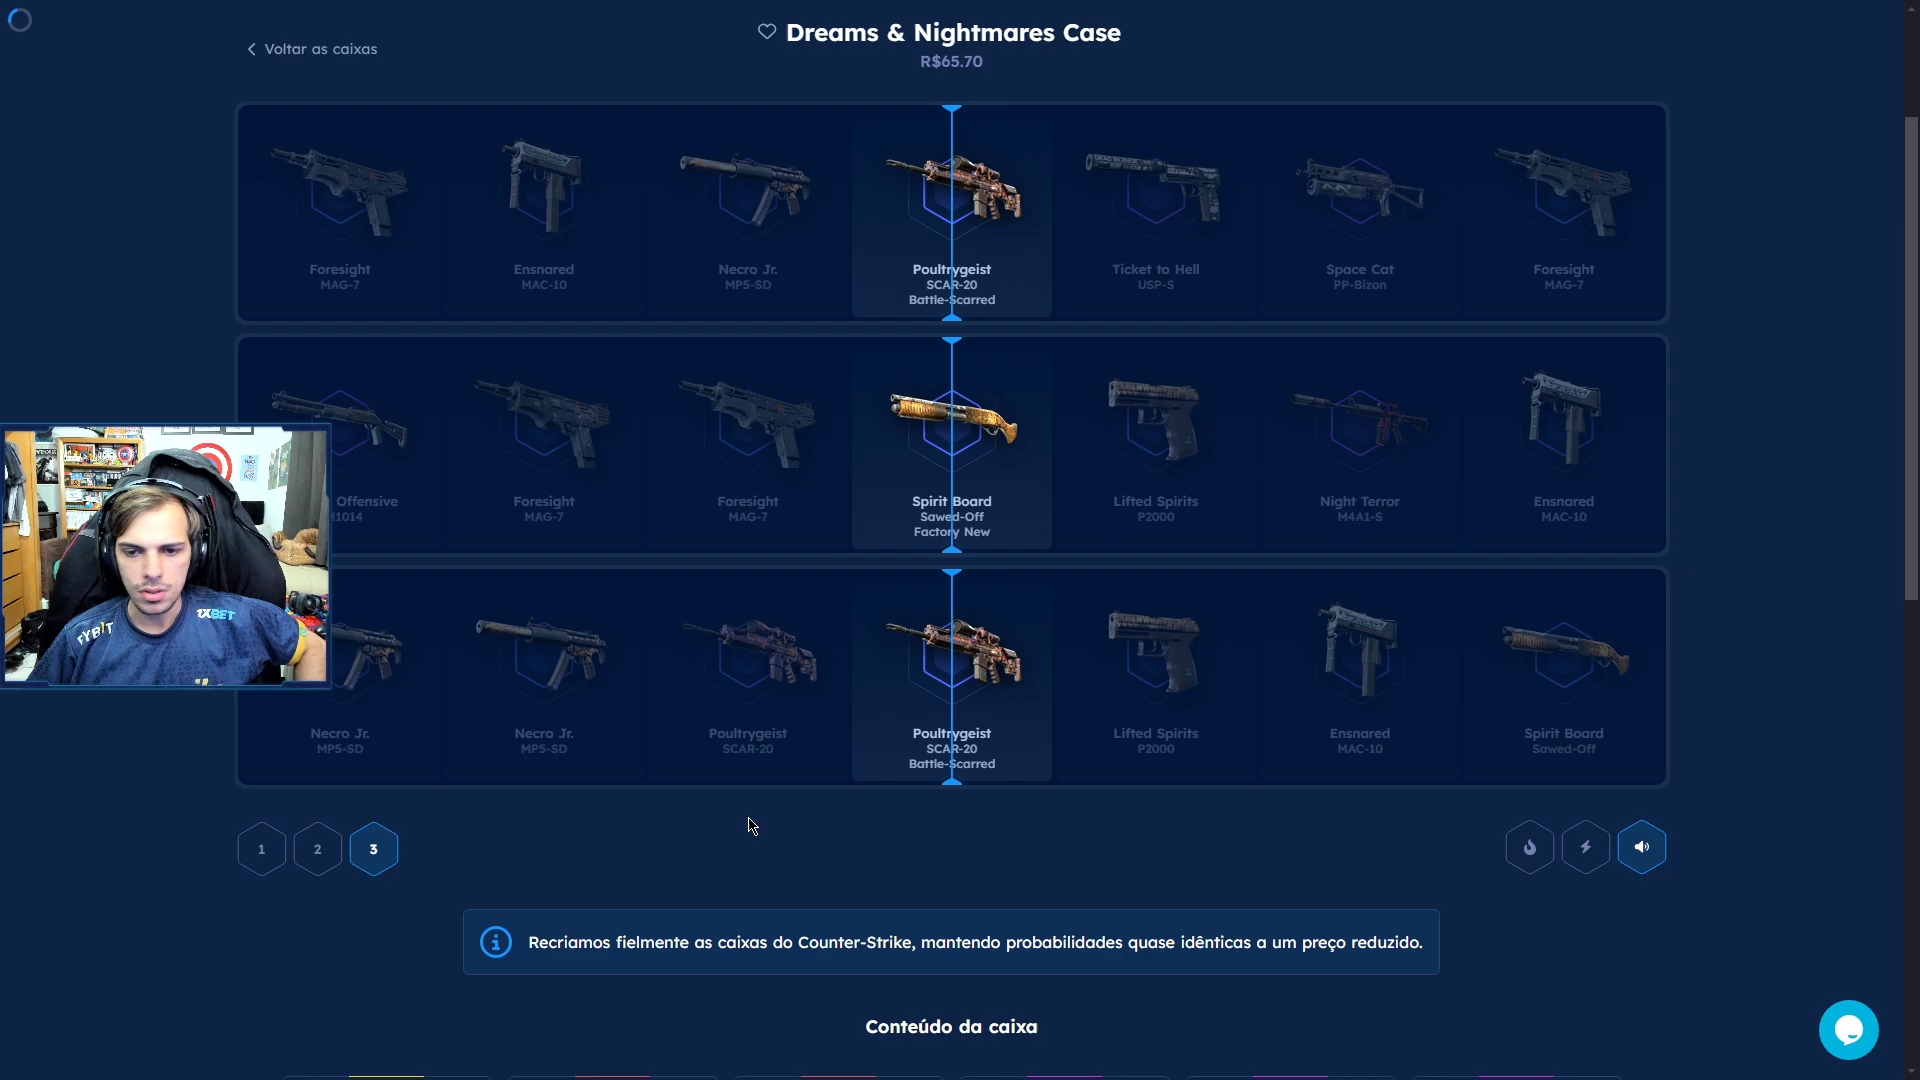 Voltar as caixas
Dreams & Nightmares Case
R$65.70
Foresight
MAG-7
Ensnared
MAC-10
Necro Jr.
MP5-SD
Poultrygeist
SCAR-20
Battle-Scarred
Ticket to Hell
USP-S
Space Cat
PP-Bizon
Foresight
MAG-7
Offensive
1014
Foresight
MAG-7
Foresight
MAG-7
Spirit Board
Sawed-Off
Factory New
Lifted Spirits
P2000
Night Terror
M4A1-S
Ensnared
MAC-10
1XBET
Necro Jr.
MP5-SD
Necro Jr.
MP5-SD
Poultrygeist
SCAR-20
Poultrygeist
SCAR-20
Battle-Scarred
Lifted Spirits
P2000
Ensnared
MAC-10
Spirit Board
Sawed-Off
1
2
3
Recriamos fielmente as caixas do Counter-Strike, mantendo probabilidades quase idênticas a um preço reduzido.
Conteúdo da caixa